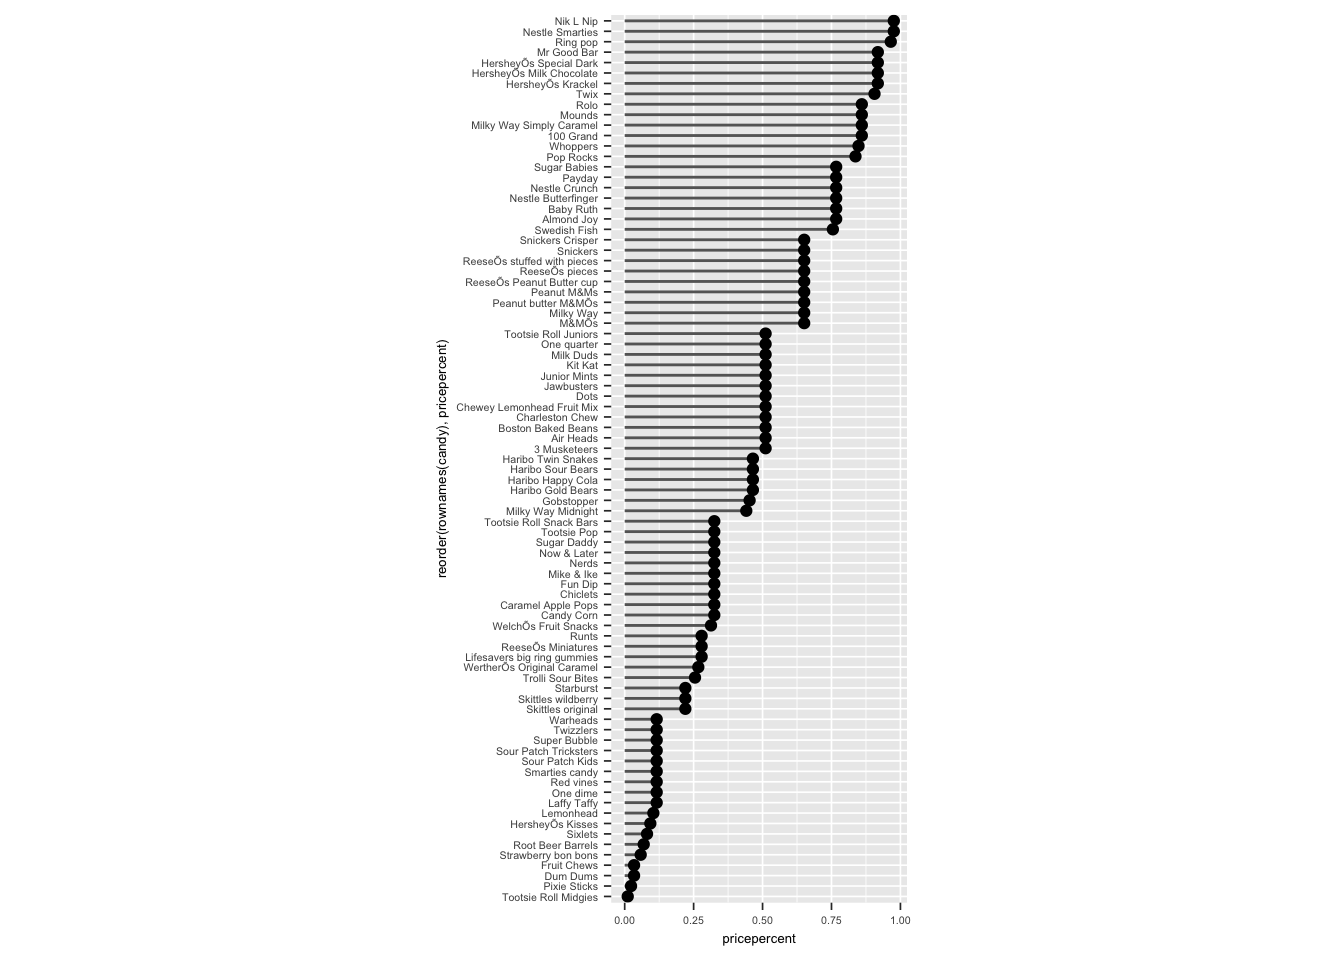 Nik L Nip
Nestle Smarties
Ring pop
Mr Good Bar
HersheyÕs Special Dark
HersheyÕs Milk Chocolate
HersheyÕs Krackel
Twix
Rolo
Mounds
Milky Way Simply Caramel
100 Grand
Whoppers
Pop Rocks
Sugar Babies
Payday
Nestle Crunch
Nestle Butterfinger
Baby Ruth
Almond Joy
Swedish Fish
Snickers Crisper
Snickers
ReeseÕs stuffed with pieces
ReeseÕs pieces
ReeseÕs Peanut Butter cup
Peanut M&Ms
Peanut butter M&MÕs
Milky Way
M&MÕs
Tootsie Roll Juniors
One quarter
Milk Duds
Kit Kat
Junior Mints
Jawbusters
Dots
Chewey Lemonhead Fruit Mix
Charleston Chew
Boston Baked Beans
Air Heads
3 Musketeers
Haribo Twin Snakes
Haribo Sour Bears
Haribo Happy Cola
Haribo Gold Bears
Gobstopper
Milky Way Midnight
Tootsie Roll Snack Bars
Tootsie Pop
Sugar Daddy
Now & Later
Nerds
Mike & Ike
Fun Dip
Chiclets
Caramel Apple Pops
Candy Corn
WelchÕs Fruit Snacks
Runts
ReeseÕs Miniatures
Lifesavers big ring gummies
WertherÕs Original Caramel
Trolli Sour Bites
Starburst
Skittles wildberry
Skittles original
Warheads
Twizzlers
Super Bubble
Sour Patch Tricksters
Sour Patch Kids
Smarties candy
Red vines
One dime
Laffy Taffy
Lemonhead
HersheyÕs Kisses
Sixlets
Root Beer Barrels
Strawberry bon bons
Fruit Chews
Dum Dums
Pixie Sticks
Tootsie Roll Midgies
reorder(rownames(candy), pricepercent)
0.00 0.25 0.50 0.75 1.00
pricepercent